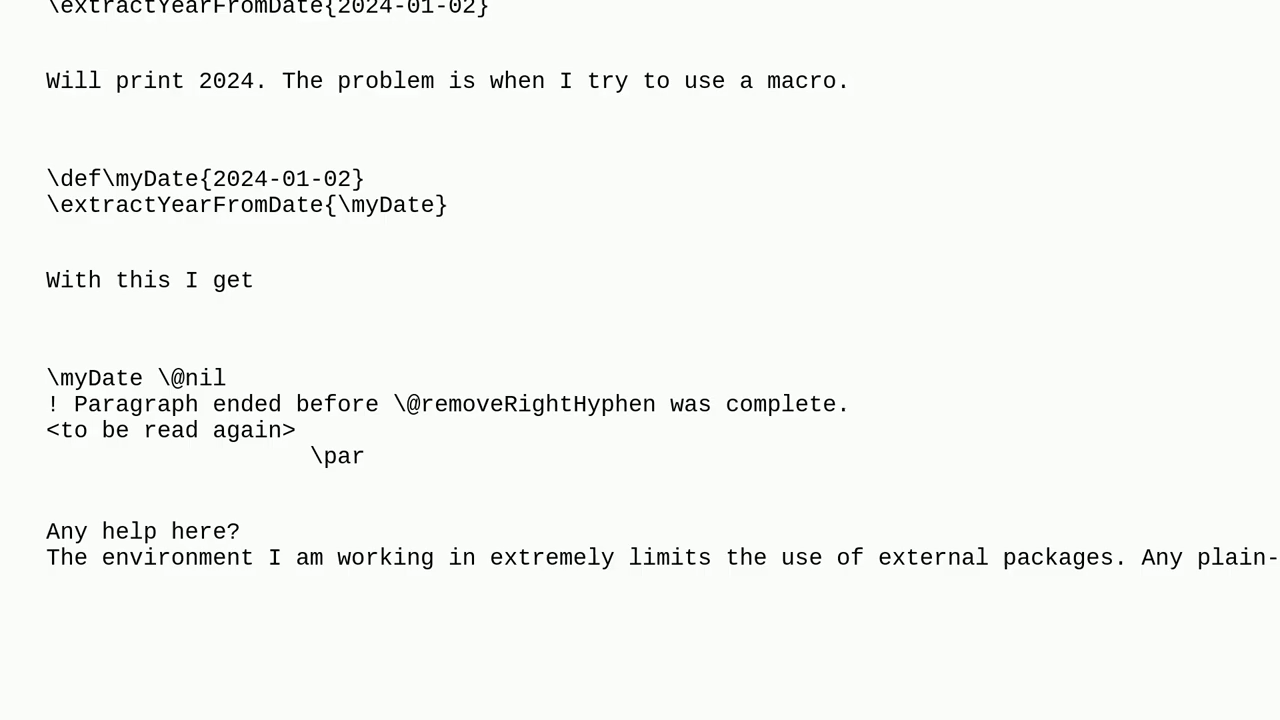 \extractYearFromDate{2024-01-02}
Will print 2024. The problem is when I try to use a macro.
\def\myDate{2024-01-02}
\extractYearFromDate{\myDate}
With this I get
\myDate \@nil
! Paragraph ended before \@removeRightHyphen was complete.
<to be read again>
\par
Any help here?
The environment I am working in extremely limits the use of external packages. Any plain-